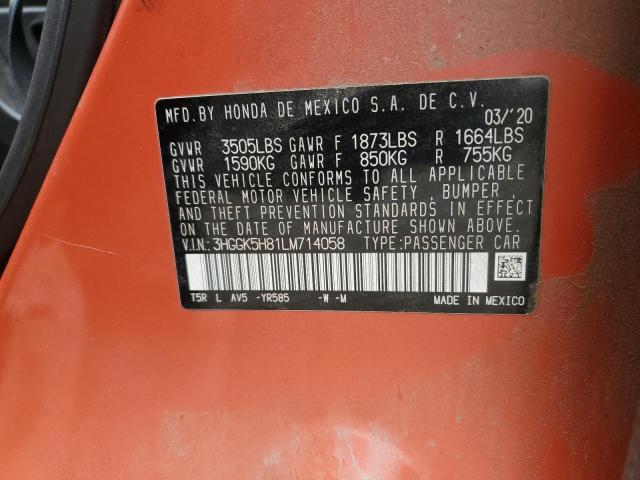 MFD. BY HONDA DE MEXICO S.A. DE C.V.
03/'20
GVWR 3505LBS GAWR F 1873LBS R 1664LBS
GVWR 1590KG GAWR F 850KG R 755KG
THIS VEHICLE CONFORMS TO ALL APPLICABLE
FEDERAL MOTOR VEHICLE SAFETY, BUMPER,
AND THEFT PREVENTION STANDARDS IN EFFECT
ON THE DATE OF MANUFACTURE SHOWN ABOVE.
V.I.N.: 3HGGK5H81LM714058 TYPE: PASSENGER CAR
T5R L AV5 -YR585 -W -M MADE IN MEXICO